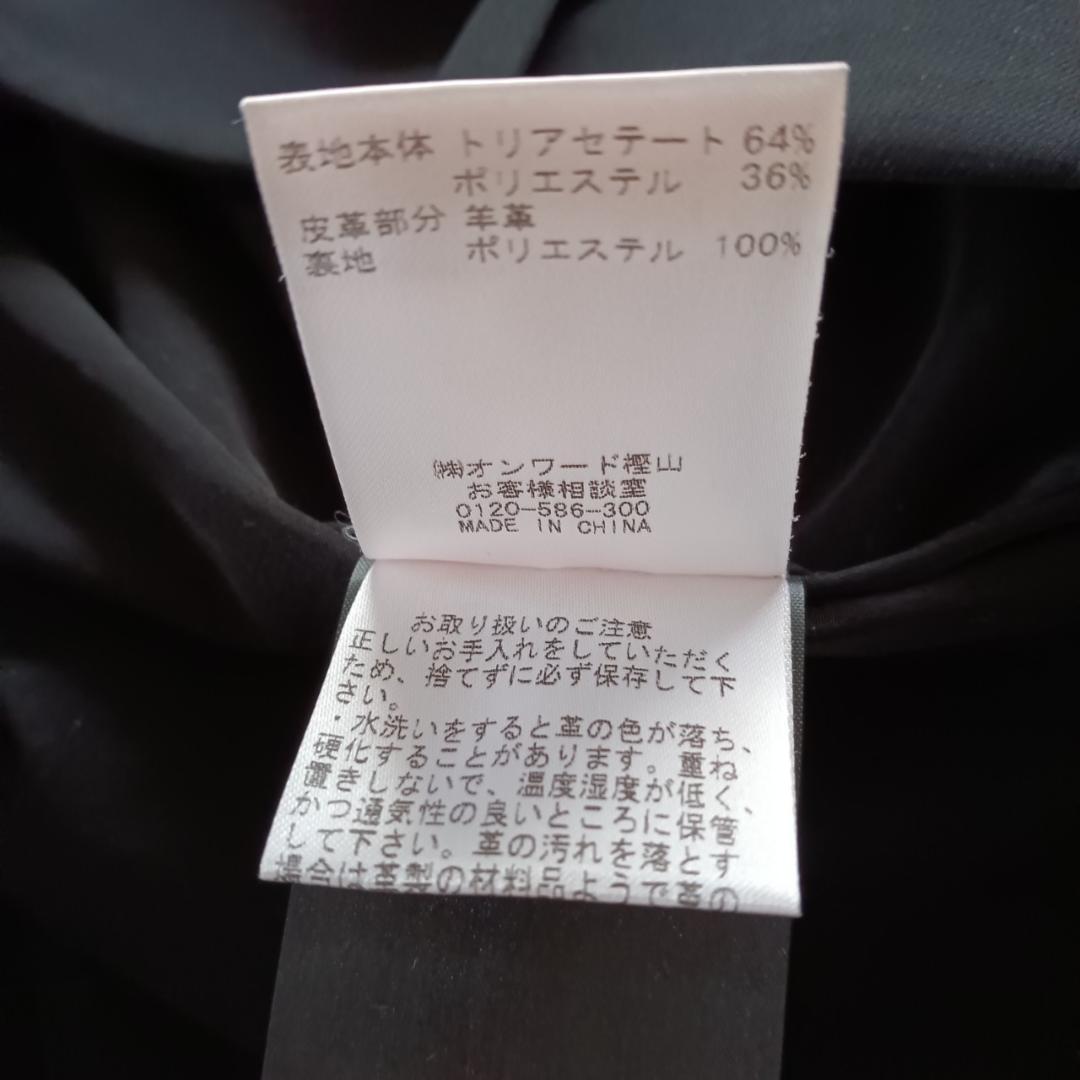 表地本体 トリアセテート 64%
ポリエステル 36%
皮革部分 羊革
裏地 ポリエステル 100%
㈱オンワード樫山
お客様相談室
0120-586-300
MADE IN CHINA
お取り扱いのご注意
正しいお手入れをしていただく
ため、捨てずに必ず保存して下
さい。
・水洗いをすると革の色が落ち、
硬化することがあります。重ね
置きしないで、温度湿度が低く、
かつ通気性の良いところに保管
して下さい。革の汚れを落とす
場合は革